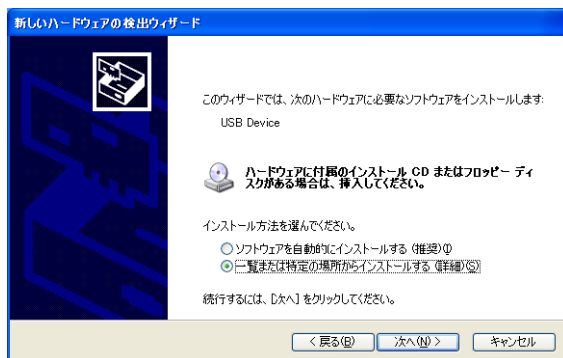 新しいハードウェアの検出ウィザード
このウィザードでは、次のハードウェアに必要なソフトウェアをインストールします:
USB Device
ハードウェアに付属のインストール CD またはフロッピー ディ
スクがある場合は、挿入してください。
インストール方法を選んでください。
ソフトウェアを自動的にインストールする (推奨)(I)
一覧または特定の場所からインストールする (詳細)(S)
続行するには、[次へ] をクリックしてください。
< 戻る(B) 次へ(N) > キャンセル